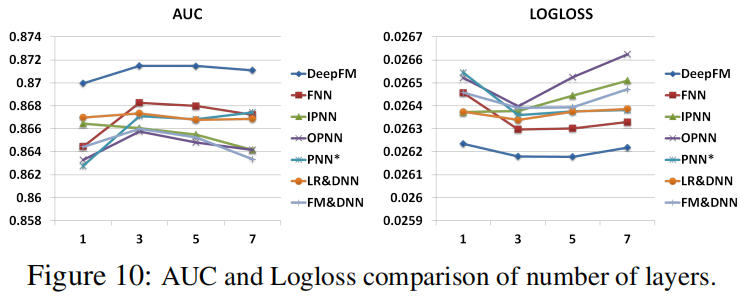 AUC
0.874
0.872
0.87
0.868
0.866
0.864
0.862
0.86
0.858
1 3 5 7
DeepFM
FNN
IPNN
OPNN
PNN*
LR&DNN
FM&DNN
LOGLOSS
0.0267
0.0266
0.0265
0.0264
0.0263
0.0262
0.0261
0.026
0.0259
1 3 5 7
DeepFM
FNN
IPNN
OPNN
PNN*
LR&DNN
FM&DNN
Figure 10: AUC and Logloss comparison of number of layers.